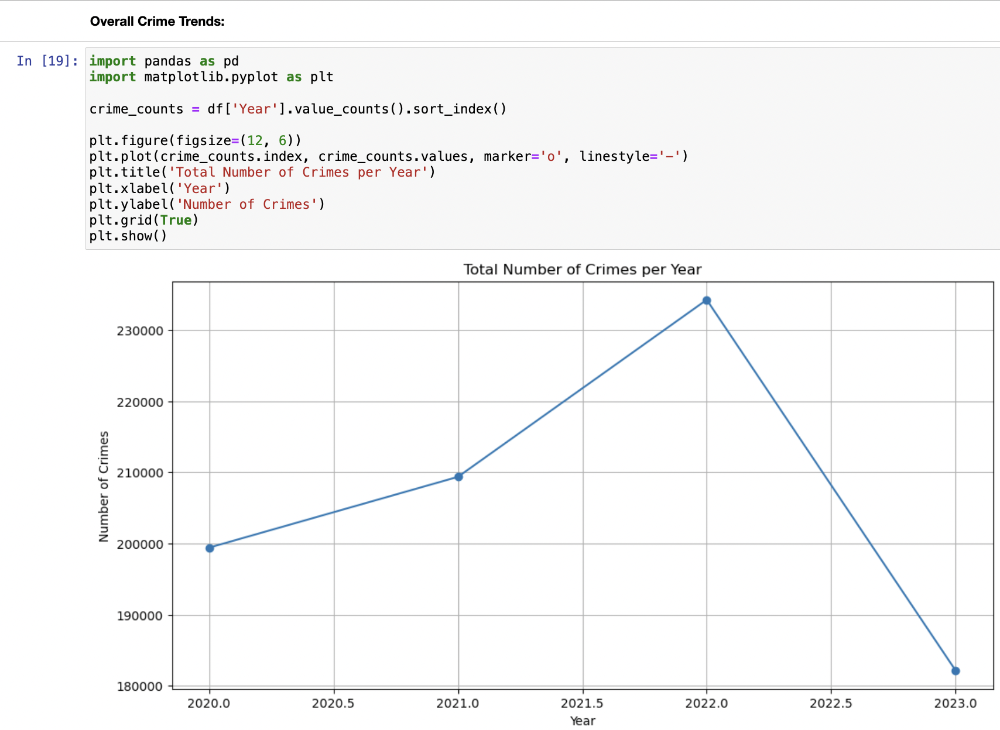 Overall Crime Trends:
In [19]:
import pandas as pd
import matplotlib.pyplot as plt
crime_counts = df['Year'].value_counts().sort_index()
plt.figure(figsize=(12, 6))
plt.plot(crime_counts.index, crime_counts.values, marker='o', linestyle='-')
plt.title('Total Number of Crimes per Year')
plt.xlabel('Year')
plt.ylabel('Number of Crimes')
plt.grid(True)
plt.show()
Total Number of Crimes per Year
230000
220000
210000
200000
190000
180000
Number of Crimes
2020.0 2020.5 2021.0 2021.5 2022.0 2022.5 2023.0
Year